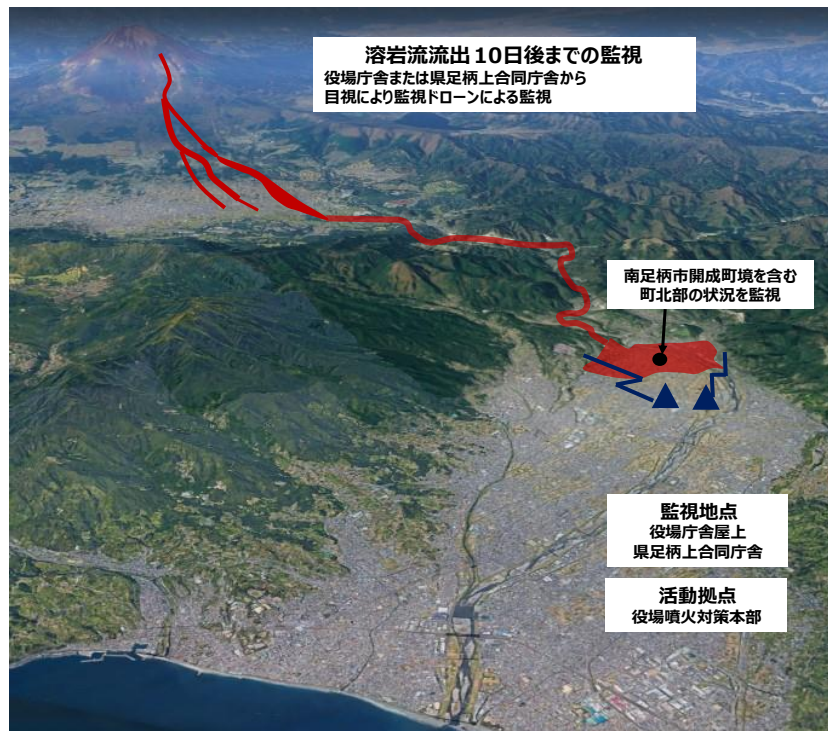 溶岩流流出10日後までの監視
役場庁舎または県足柄上合同庁舎から
目視により監視ドローンによる監視
南足柄市開成町境を含む
町北部の状況を監視
監視地点
役場庁舎屋上
県足柄上合同庁舎
活動拠点
役場噴火対策本部